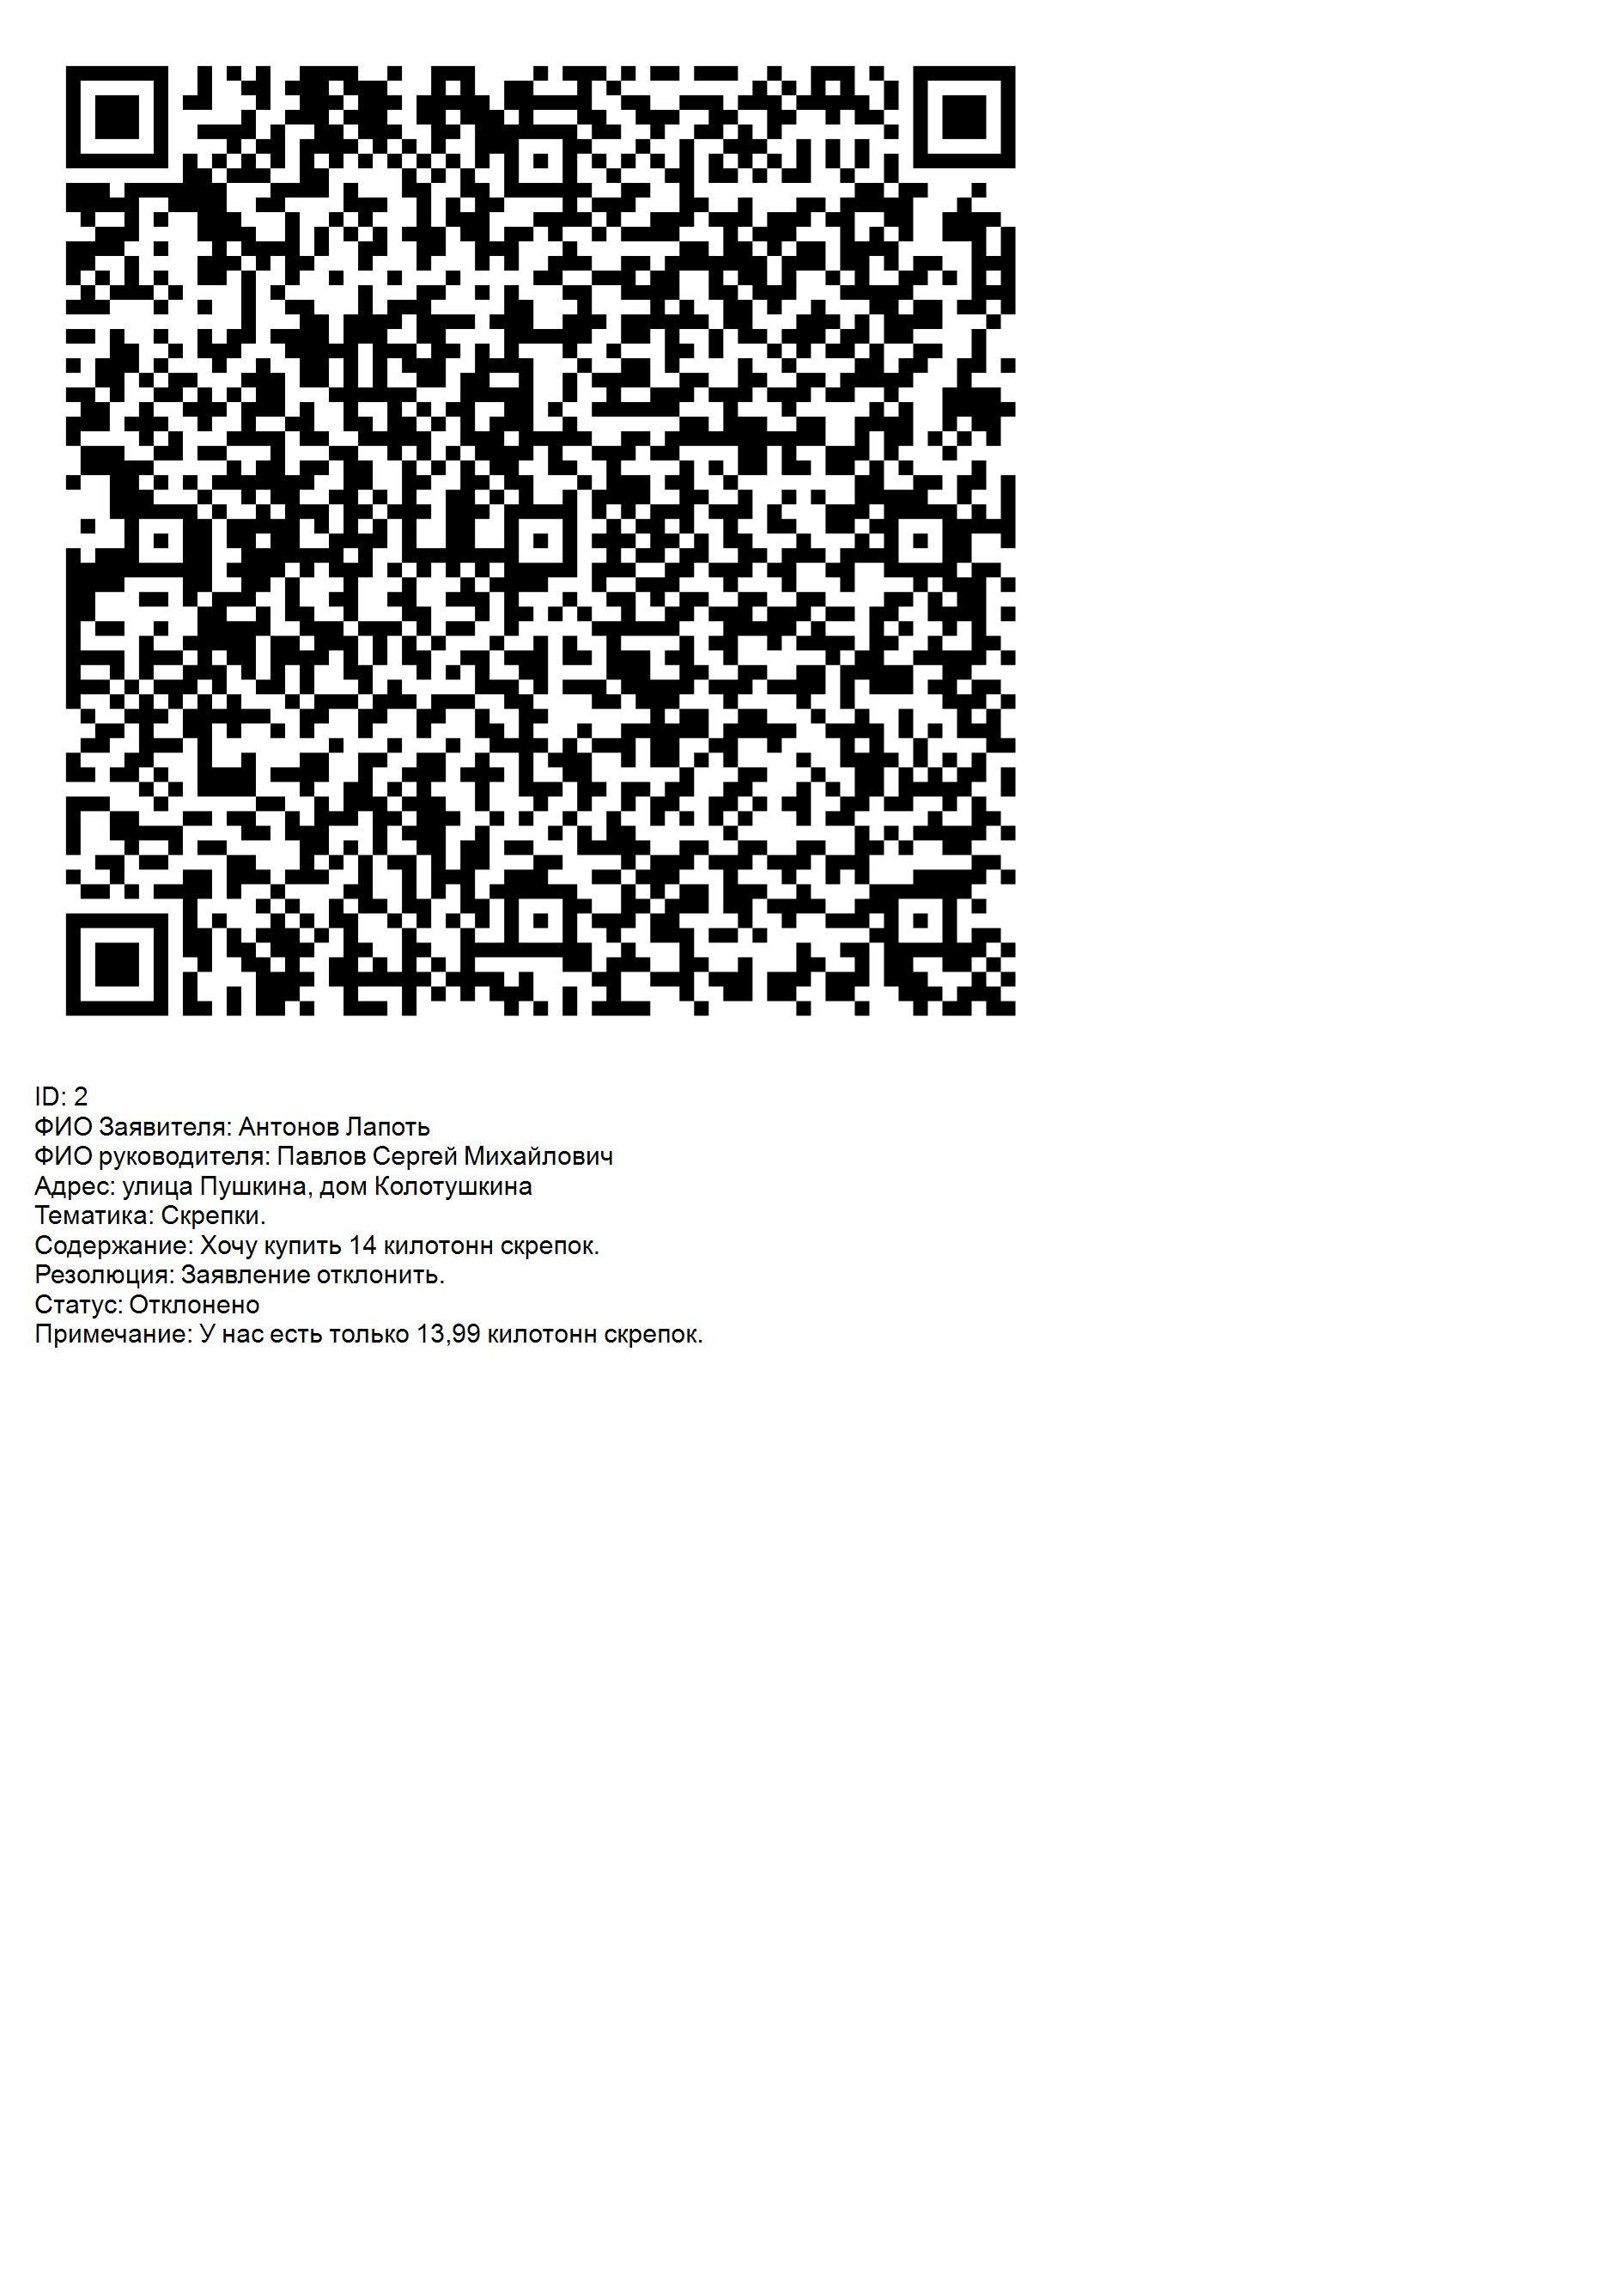 ID: 2
ФИО Заявителя: Антонов Лапоть
ФИО руководителя: Павлов Сергей Михайлович
Адрес: улица Пушкина, дом Колотушкина
Тематика: Скрепки.
Содержание: Хочу купить 14 килотонн скрепок.
Резолюция: Заявление отклонить.
Статус: Отклонено
Примечание: У нас есть только 13,99 килотонн скрепок.